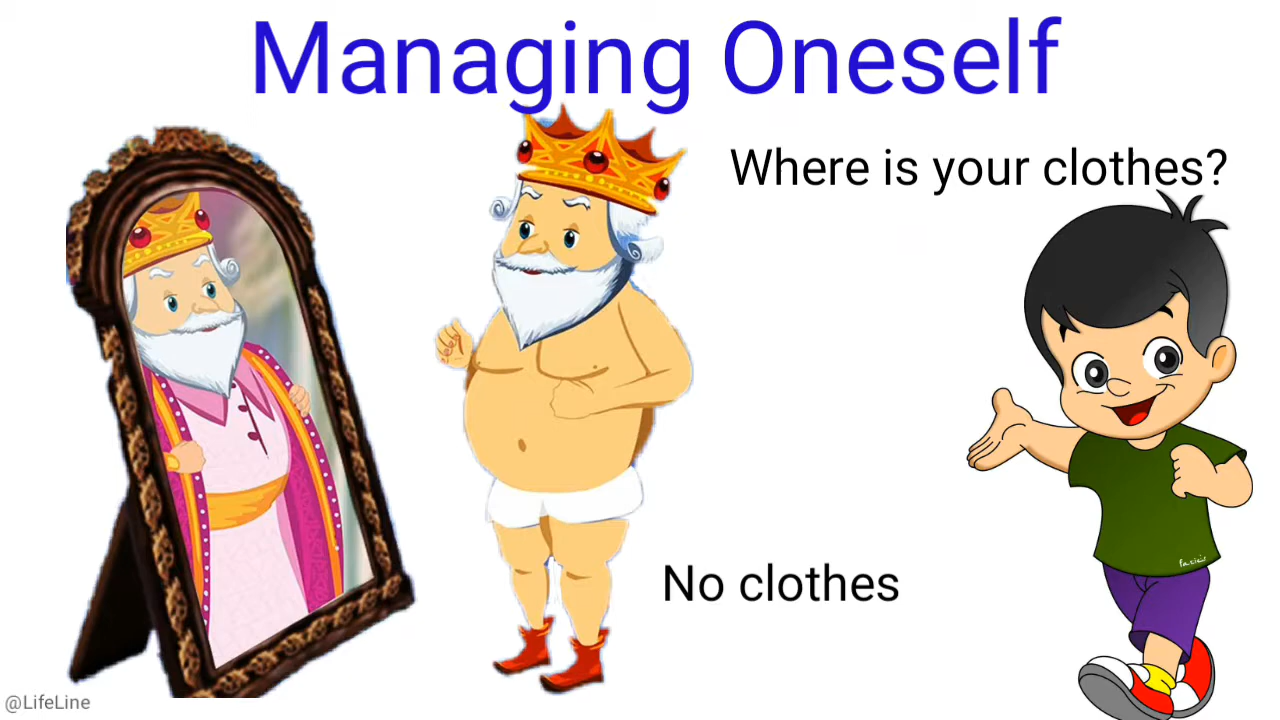 Managing Oneself
Where is your clothes?
No clothes
@LifeLine